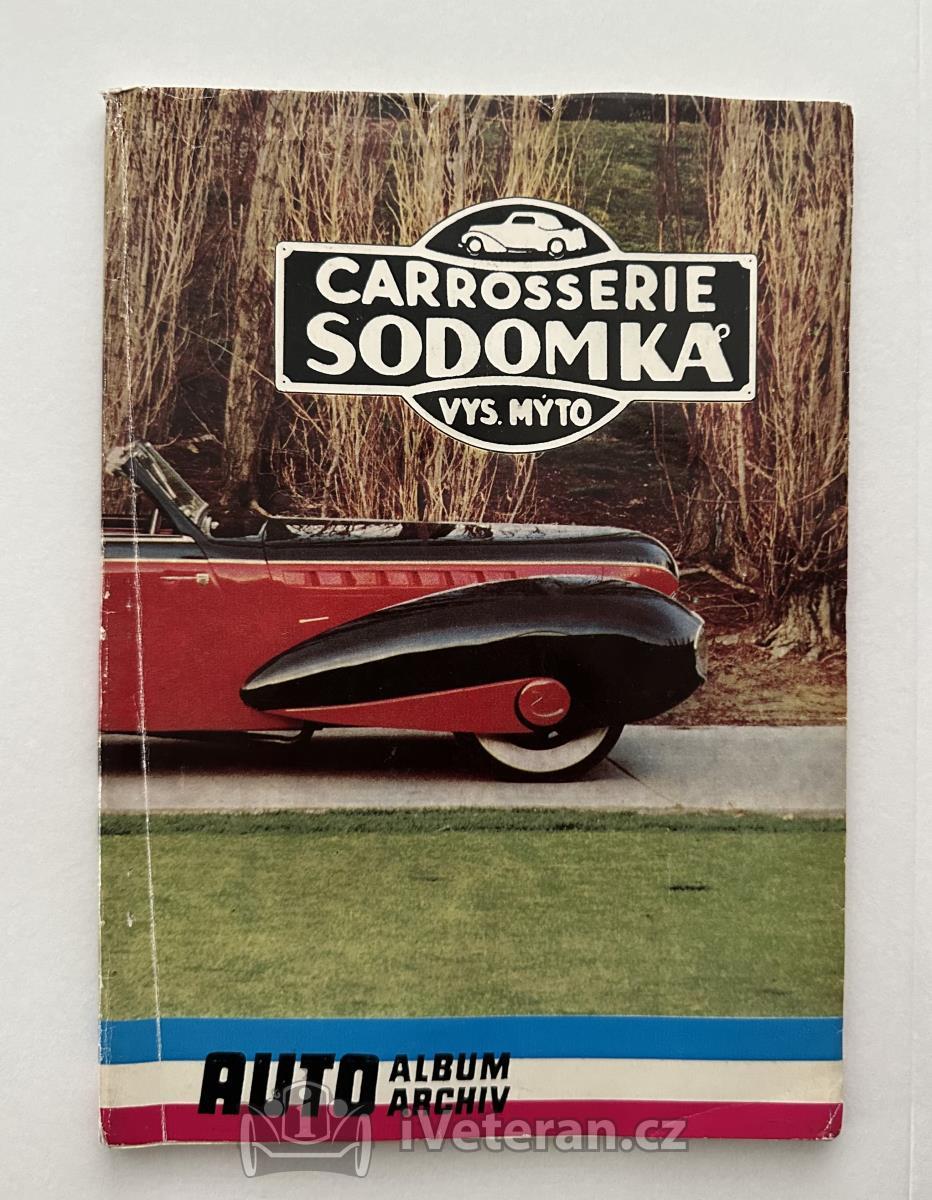 CARROSSERIE
SODOMKA
VYS. MÝTO
AUTO ALBUM
ARCHIV
iVeteran.cz